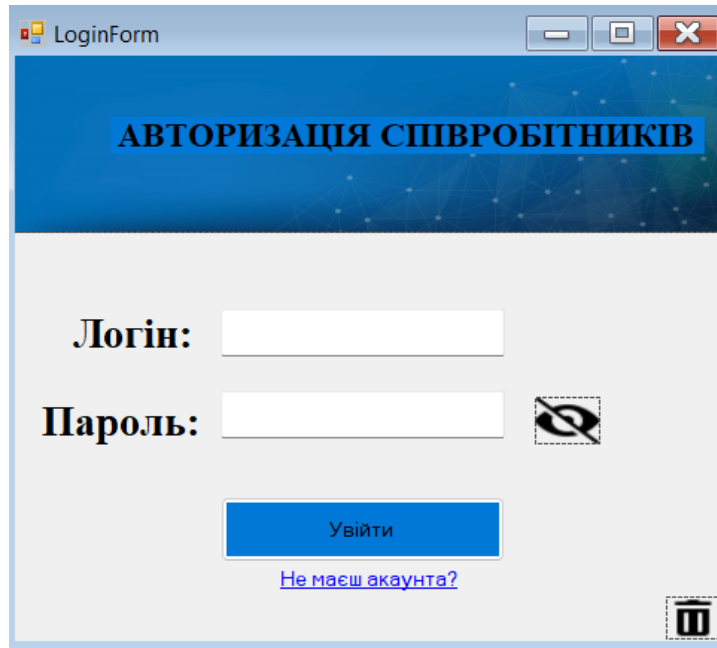 LoginForm
АВТОРИЗАЦІЯ СПІВРОБІТНИКІВ
Логін:
Пароль:
Увійти
Не маєш акаунта?